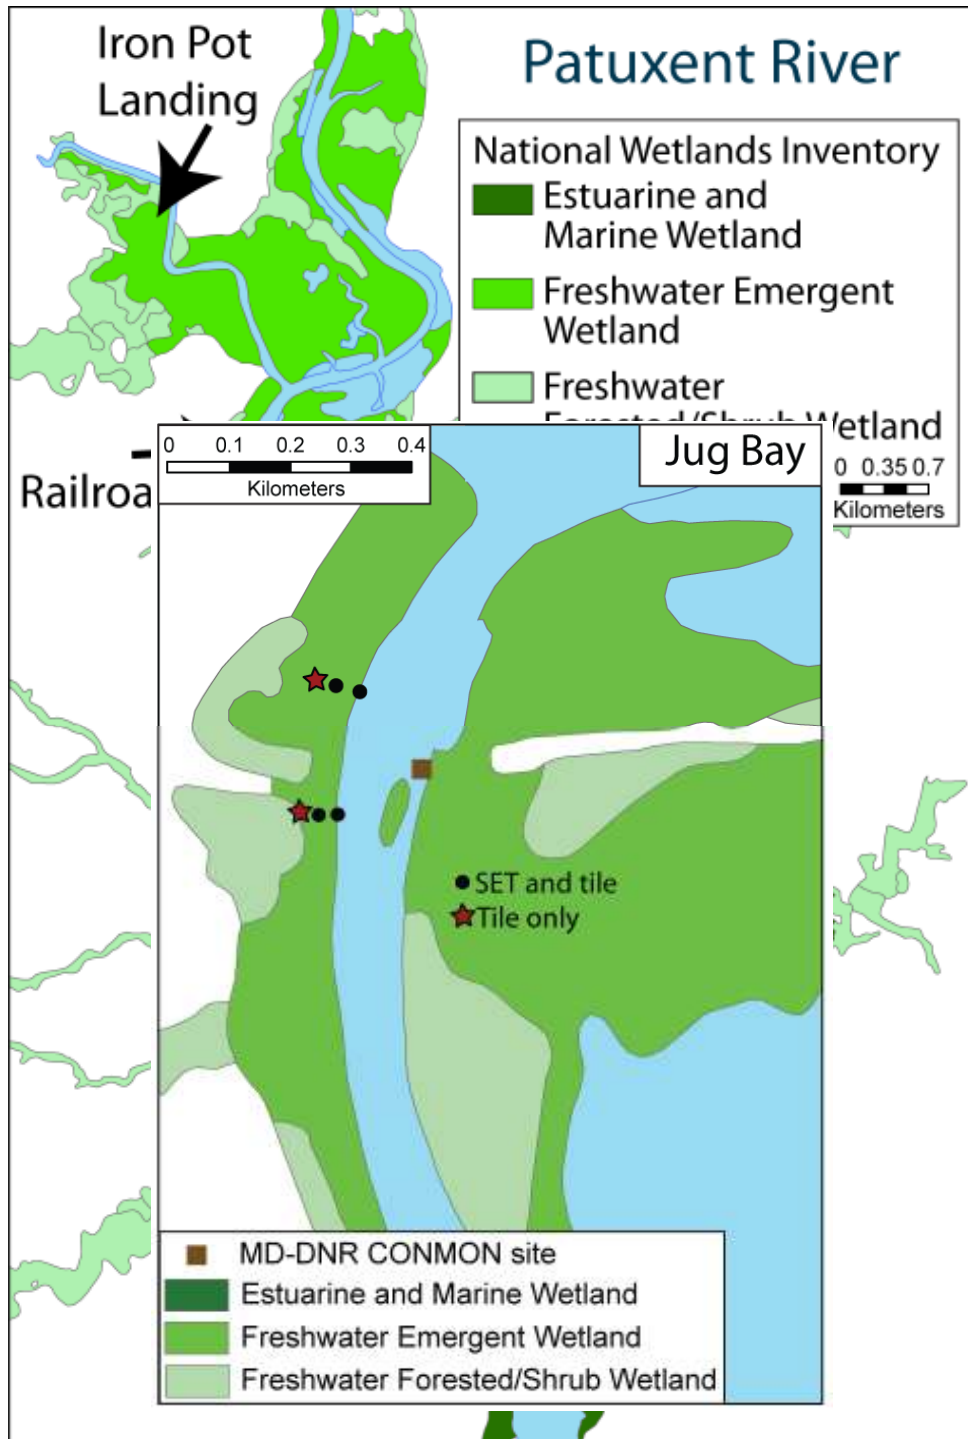 Iron Pot
Landing
Patuxent River
National Wetlands Inventory
Estuarine and
Marine Wetland
Freshwater Emergent
Wetland
Freshwater
Forested/Shrub Wetland
0 0.35 0.7
Kilometers
Railroa
0 0.1 0.2 0.3 0.4
Kilometers
Jug Bay
SET and tile
Tile only
MD-DNR CONMON site
Estuarine and Marine Wetland
Freshwater Emergent Wetland
Freshwater Forested/Shrub Wetland